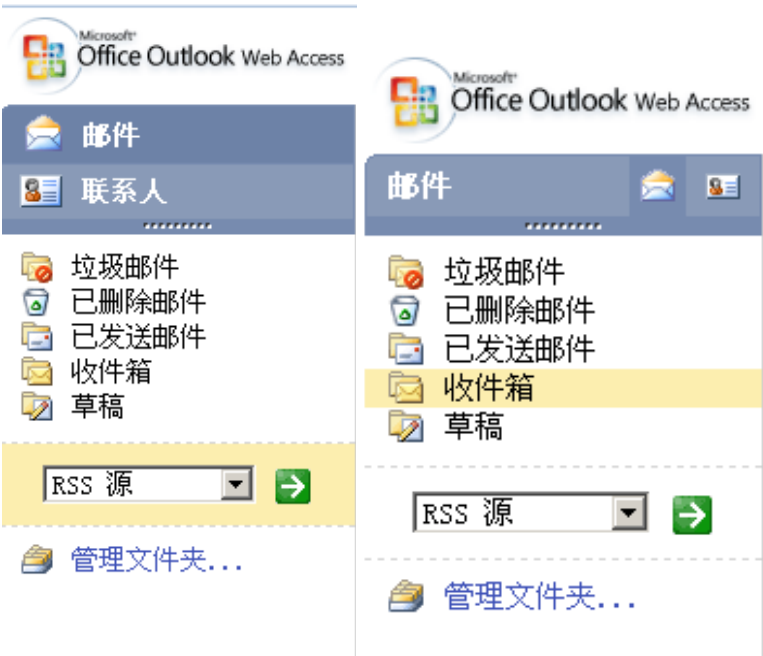 Microsoft®
Office Outlook Web Access
邮件
联系人
垃圾邮件
已删除邮件
已发送邮件
收件箱
草稿
RSS 源
管理文件夹...
Microsoft®
Office Outlook Web Access
邮件
垃圾邮件
已删除邮件
已发送邮件
收件箱
草稿
RSS 源
管理文件夹...